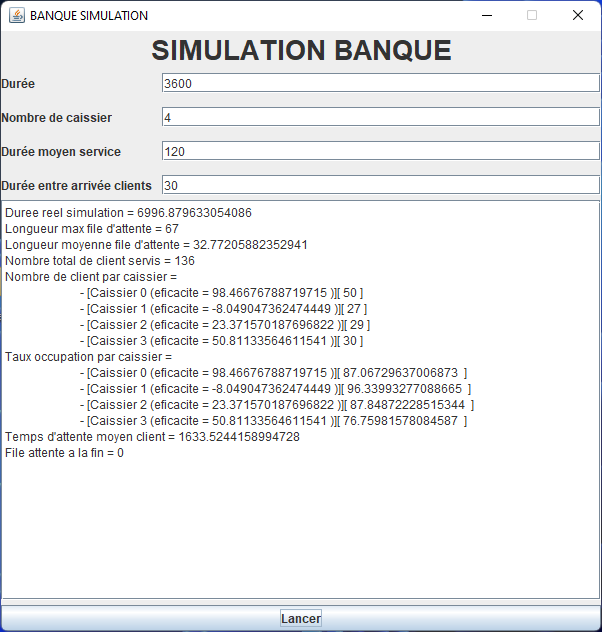 BANQUE SIMULATION
SIMULATION BANQUE
Durée 3600
Nombre de caissier 4
Durée moyen service 120
Durée entre arrivée clients 30
Duree reel simulation = 6996.879633054086
Longueur max file d'attente = 67
Longueur moyenne file d'attente = 32.77205882352941
Nombre total de client servis = 136
Nombre de client par caissier =
- [Caissier 0 (eficacite = 98.46676788719715 )][ 50 ]
- [Caissier 1 (eficacite = -8.049047362474449 )][ 27 ]
- [Caissier 2 (eficacite = 23.371570187696822 )][ 29 ]
- [Caissier 3 (eficacite = 50.81133564611541 )][ 30 ]
Taux occupation par caissier =
- [Caissier 0 (eficacite = 98.46676788719715 )][ 87.06729637006873 ]
- [Caissier 1 (eficacite = -8.049047362474449 )][ 96.33993277088665 ]
- [Caissier 2 (eficacite = 23.371570187696822 )][ 87.84872228515344 ]
- [Caissier 3 (eficacite = 50.81133564611541 )][ 76.75981578084587 ]
Temps d'attente moyen client = 1633.5244158994728
File attente a la fin = 0
Lancer